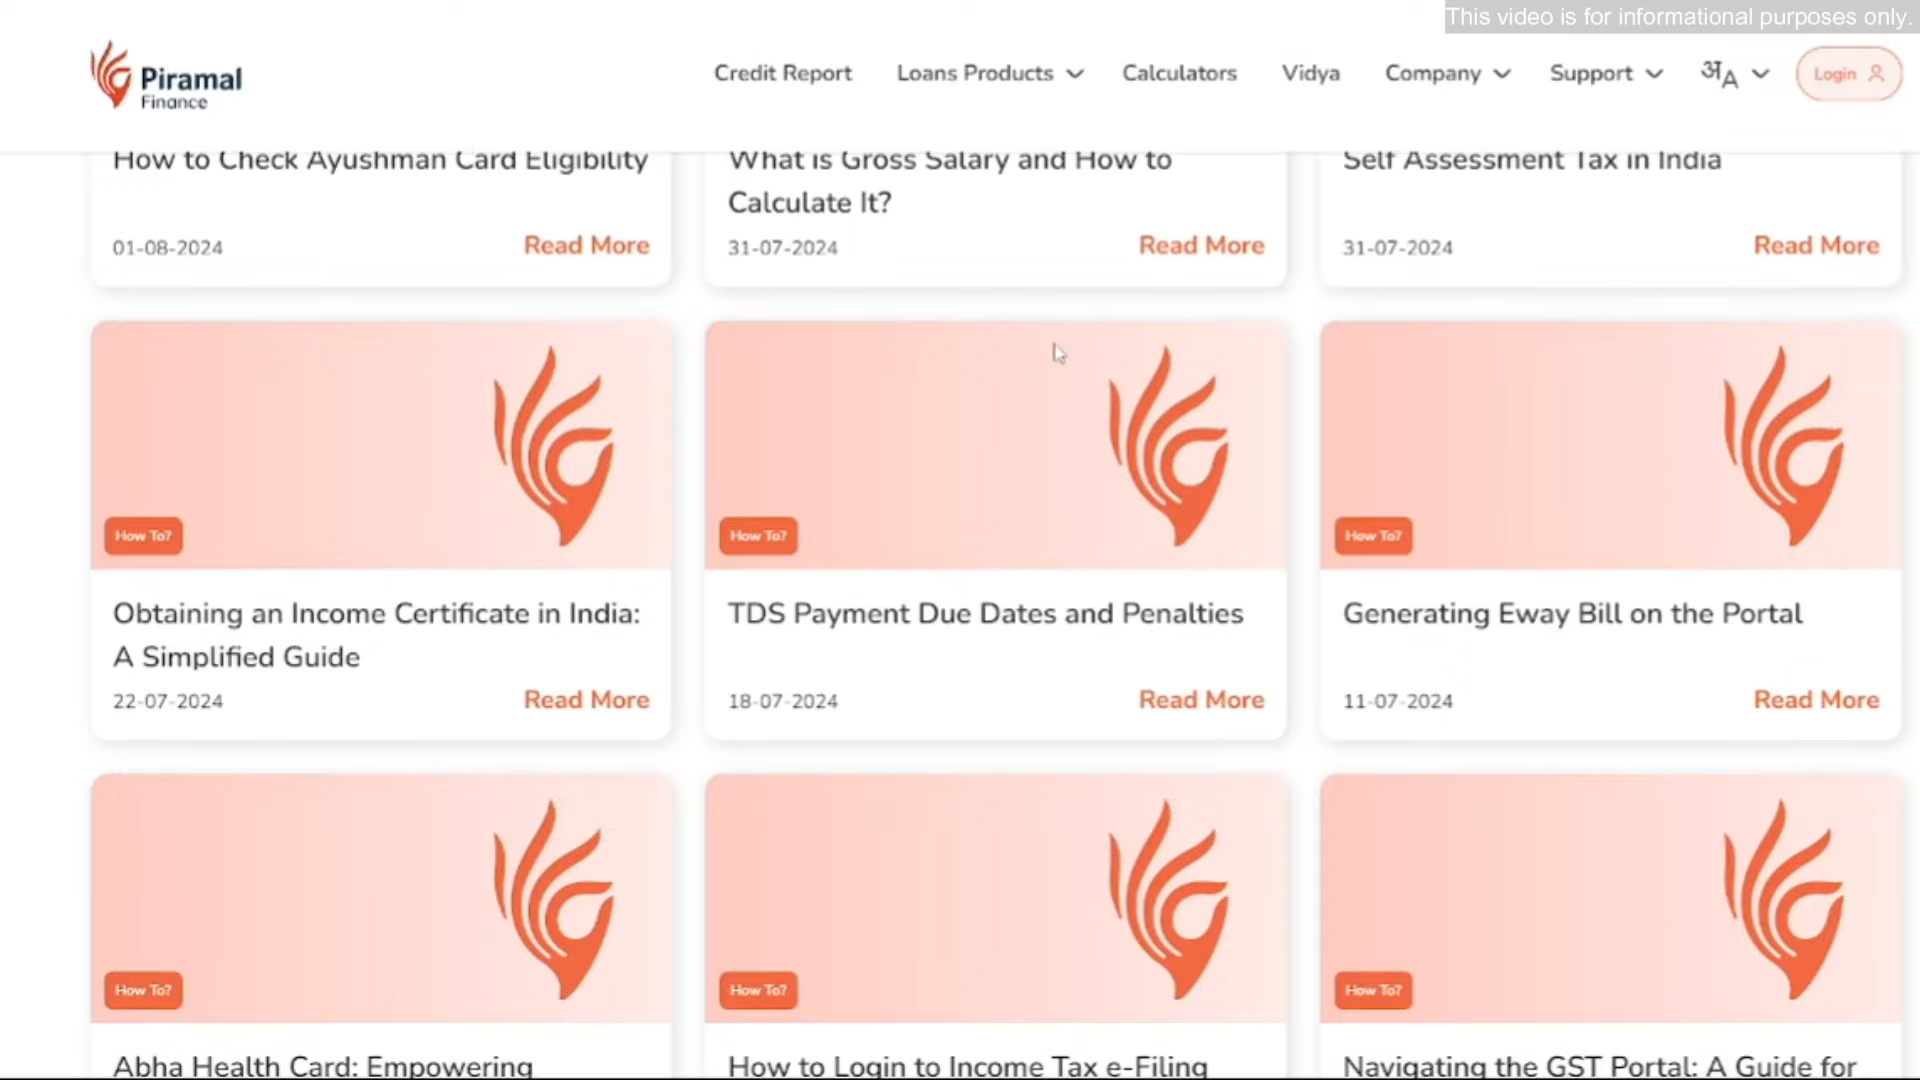 This video is for informational purposes only.
Piramal
Finance
Credit Report
Loans Products
Calculators
Vidya
Company
Support
अA
Login
How to Check Ayushman Card Eligibility
01-08-2024
Read More
What is Gross Salary and How to
Calculate It?
31-07-2024
Read More
Self Assessment Tax in India
31-07-2024
Read More
How To?
Obtaining an Income Certificate in India:
A Simplified Guide
22-07-2024
Read More
How To?
TDS Payment Due Dates and Penalties
18-07-2024
Read More
How To?
Generating Eway Bill on the Portal
11-07-2024
Read More
How To?
Abha Health Card: Empowering
How To?
How to Login to Income Tax e-Filing
How To?
Navigating the GST Portal: A Guide for